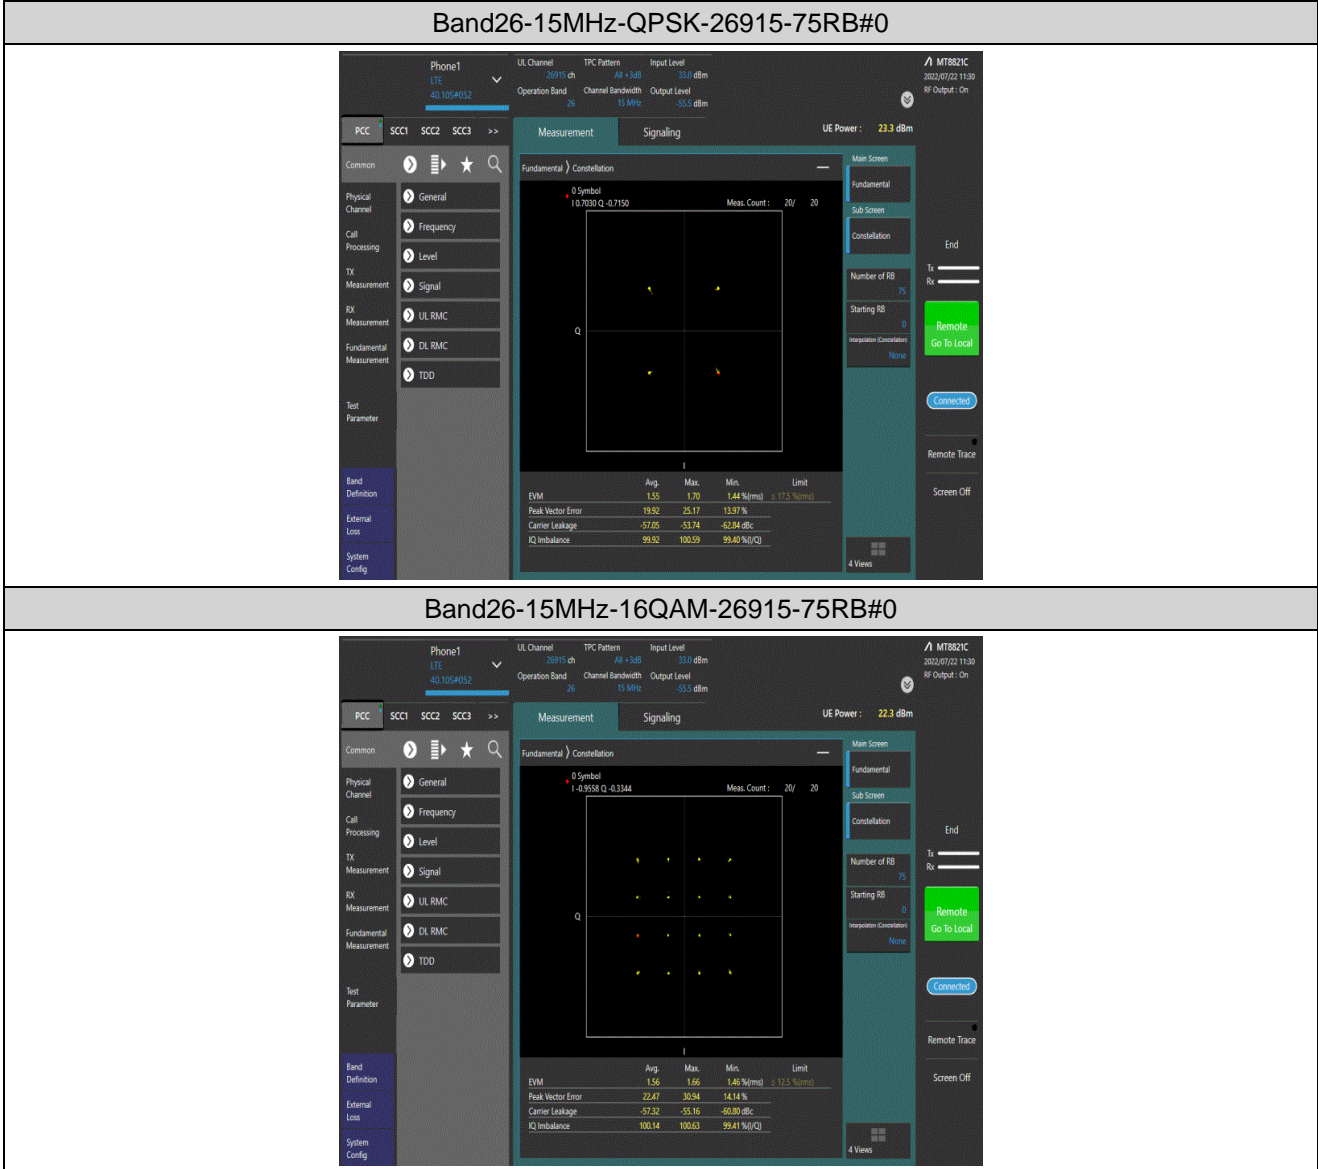 Band26-15MHz-QPSK-26915-75RB#0
Phone1
LTE
40.105#052
UL Channel TPC Pattern Input Level
26915 ch All +3dB 33.0 dBm
Operation Band Channel Bandwidth Output Level
26 15 MHz -55.5 dBm
MT8821C
2022/07/22 11:30
RF Output : On
PCC SCC1 SCC2 SCC3 >>
Measurement Signaling
UE Power : 23.3 dBm
Common
Physical Channel
Call Processing
TX Measurement
RX Measurement
Fundamental Measurement
Test Parameter
Band Definition
External Loss
System Config
General
Frequency
Level
Signal
UL RMC
DL RMC
TDD
Fundamental Constellation
0 Symbol
I 0.7030 Q -0.7150 Meas. Count : 20/ 20
Q
I
Avg. Max. Min. Limit
EVM 1.55 1.70 1.44 %(rms) ≤ 17.5 %(rms)
Peak Vector Error 19.92 25.17 13.97 %
Carrier Leakage -57.05 -53.74 -62.84 dBc
IQ Imbalance 99.92 100.59 99.40 %(I/Q)
Main Screen
Fundamental
Sub Screen
Constellation
Number of RB
75
Starting RB
0
Interpolation (Constellation)
None
4 Views
End
Tx
Rx
Remote
Go To Local
Connected
Remote Trace
Screen Off
Band26-15MHz-16QAM-26915-75RB#0
Phone1
LTE
40.105#052
UL Channel TPC Pattern Input Level
26915 ch All +3dB 33.0 dBm
Operation Band Channel Bandwidth Output Level
26 15 MHz -55.5 dBm
MT8821C
2022/07/22 11:30
RF Output : On
PCC SCC1 SCC2 SCC3 >>
Measurement Signaling
UE Power : 22.3 dBm
Common
Physical Channel
Call Processing
TX Measurement
RX Measurement
Fundamental Measurement
Test Parameter
Band Definition
External Loss
System Config
General
Frequency
Level
Signal
UL RMC
DL RMC
TDD
Fundamental Constellation
0 Symbol
I -0.9558 Q -0.3344 Meas. Count : 20/ 20
Q
I
Avg. Max. Min. Limit
EVM 1.56 1.66 1.46 %(rms) ≤ 12.5 %(rms)
Peak Vector Error 22.47 30.94 14.14 %
Carrier Leakage -57.32 -55.16 -60.80 dBc
IQ Imbalance 100.14 100.63 99.41 %(I/Q)
Main Screen
Fundamental
Sub Screen
Constellation
Number of RB
75
Starting RB
0
Interpolation (Constellation)
None
4 Views
End
Tx
Rx
Remote
Go To Local
Connected
Remote Trace
Screen Off